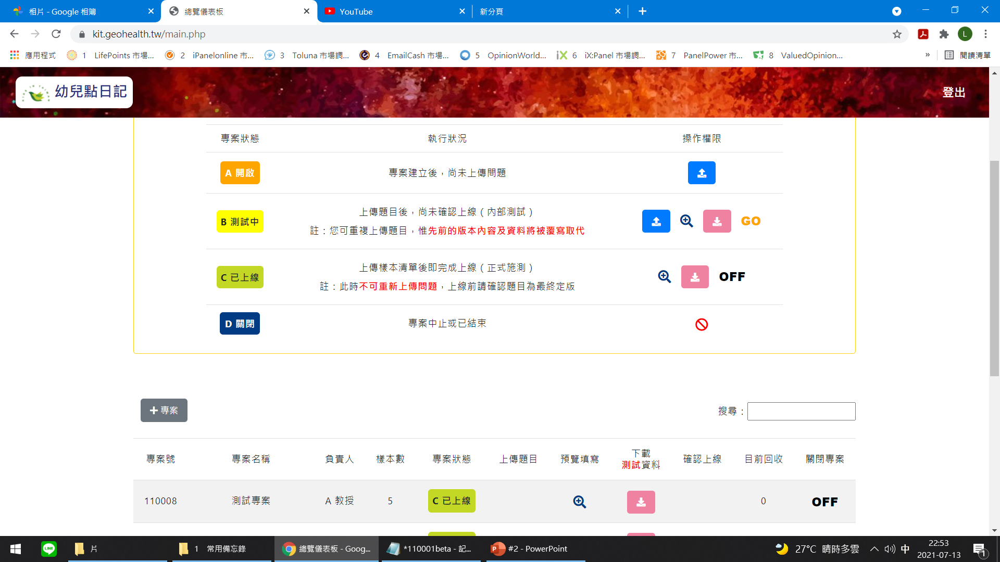 相片 - Google 相簿
總覽儀表板
YouTube
新分頁
kit.geohealth.tw/main.php
L
應用程式
1 LifePoints 市場...
2 iPanelonline 市...
3 Toluna 市場調...
4 EmailCash 市場...
5 OpinionWorld...
6 iX:Panel 市場調...
7 PanelPower 市...
8 ValuedOpinion...
»
閱讀清單
幼兒點日記
登出
專案狀態 執行狀況 操作權限
A 開啟 專案建立後，尚未上傳問題
上傳題目後，尚未確認上線（內部測試）
B 測試中 GO
註：您可重複上傳題目，惟先前的版本內容及資料將被覆寫取代
上傳樣本清單後即完成上線（正式施測）
C 已上線 OFF
註：此時不可重新上傳問題，上線前請確認題目為最終定版
D 關閉 專案中止或已結束
專案
搜尋：
專案號 專案名稱 負責人 樣本數 專案狀態 上傳題目 預覽填寫 下載 測試資料 確認上線 目前回收 關閉專案
110008 測試專案 A 教授 5 C 已上線 0 OFF
LINE
片
1 常用備忘錄
總覽儀表板 - Goog...
*110001beta - 記...
#2 - PowerPoint
27°C 晴時多雲
中
22:53
2021-07-13
1